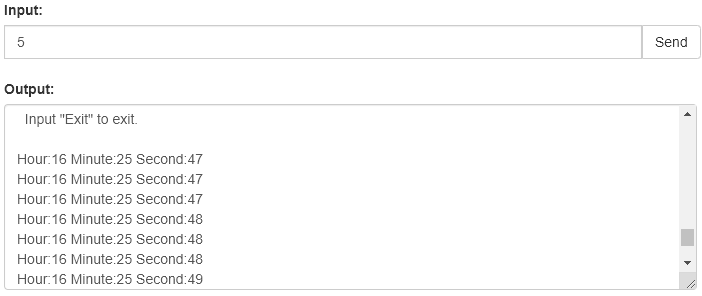 Input:
5
Send
Output:
Input "Exit" to exit.
Hour:16 Minute:25 Second:47
Hour:16 Minute:25 Second:47
Hour:16 Minute:25 Second:47
Hour:16 Minute:25 Second:48
Hour:16 Minute:25 Second:48
Hour:16 Minute:25 Second:48
Hour:16 Minute:25 Second:49